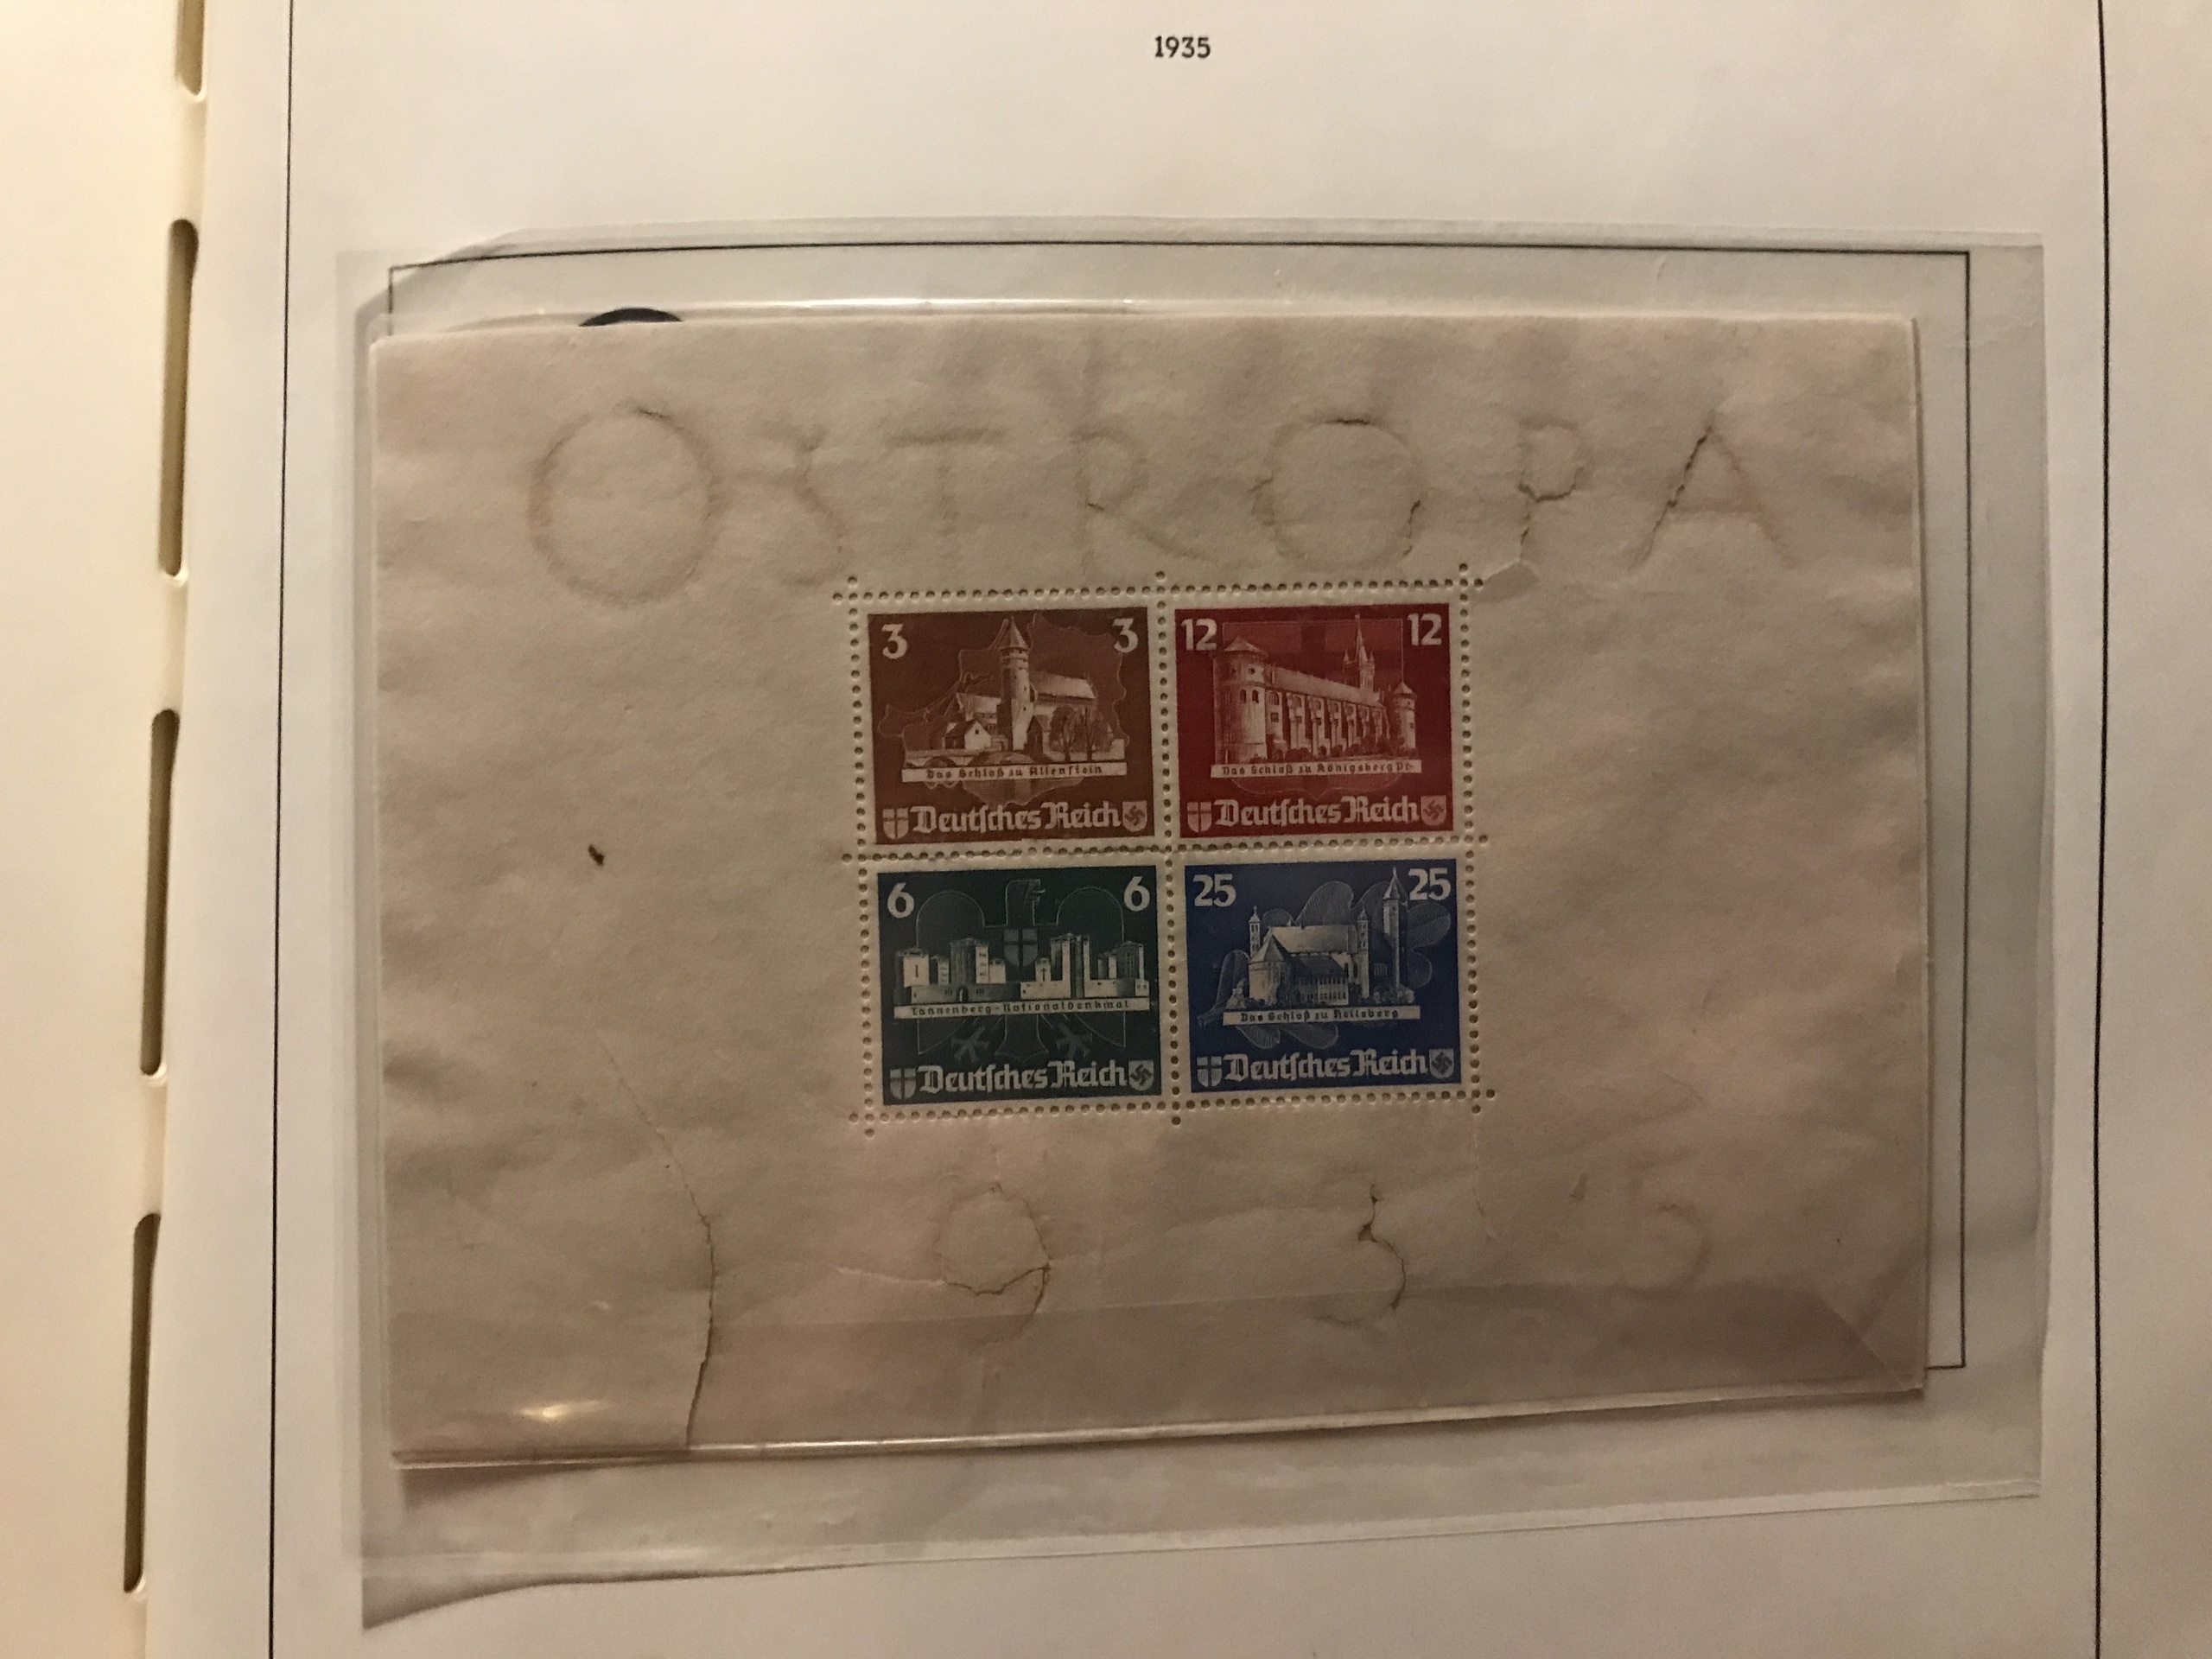 1935
OSTROPA
3 3
Das Schloß zu Allenstein
Deutſches Reich
12 12
Das Schloß zu Königsberg Pr.
Deutſches Reich
6 6
Tannenberg-Nationaldenkmal
Deutſches Reich
25 25
Das Schloß zu Heilsberg
Deutſches Reich
1935